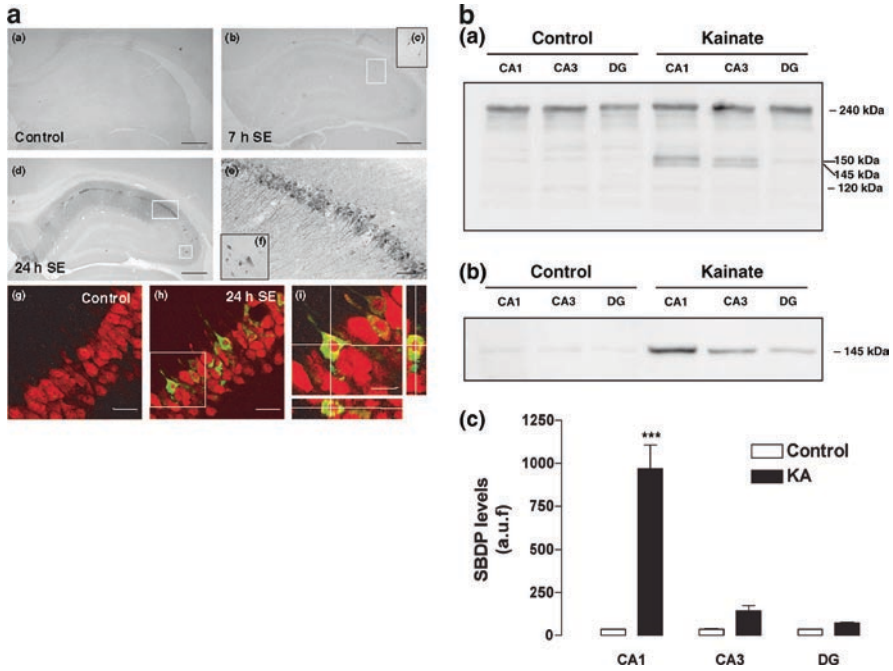 a
(a)
Control
(b)
(c)
7 h SE
(d)
24 h SE
(e)
(f)
(g)
Control
(h)
24 h SE
(i)
b
(a)
Control Kainate
CA1 CA3 DG CA1 CA3 DG
– 240 kDa
150 kDa
145 kDa
– 120 kDa
(b)
Control Kainate
CA1 CA3 DG CA1 CA3 DG
– 145 kDa
(c)
SBDP levels
(a.u.f)
1250
1000
750
500
250
0
***
Control
KA
CA1 CA3 DG